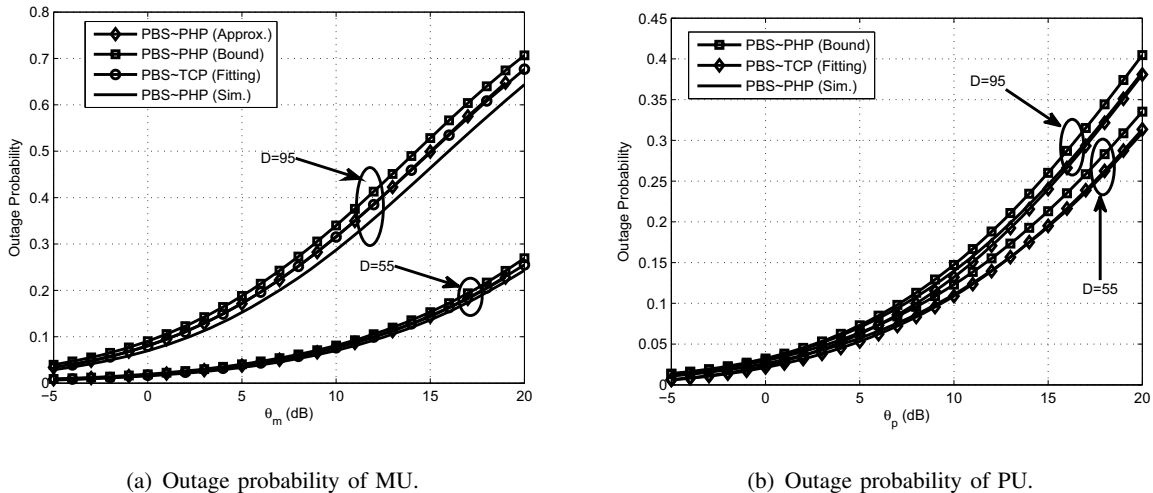 0.8
0.7
0.6
0.5
0.4
0.3
0.2
0.1
0
Outage Probability
PBS~PHP (Approx.)
PBS~PHP (Bound)
PBS~TCP (Fitting)
PBS~PHP (Sim.)
D=95
D=55
−5 0 5 10 15 20
θm (dB)
(a) Outage probability of MU.
0.45
0.4
0.35
0.3
0.25
0.2
0.15
0.1
0.05
0
Outage Probability
PBS~PHP (Bound)
PBS~TCP (Fitting)
PBS~PHP (Sim.)
D=95
D=55
−5 0 5 10 15 20
θp (dB)
(b) Outage probability of PU.